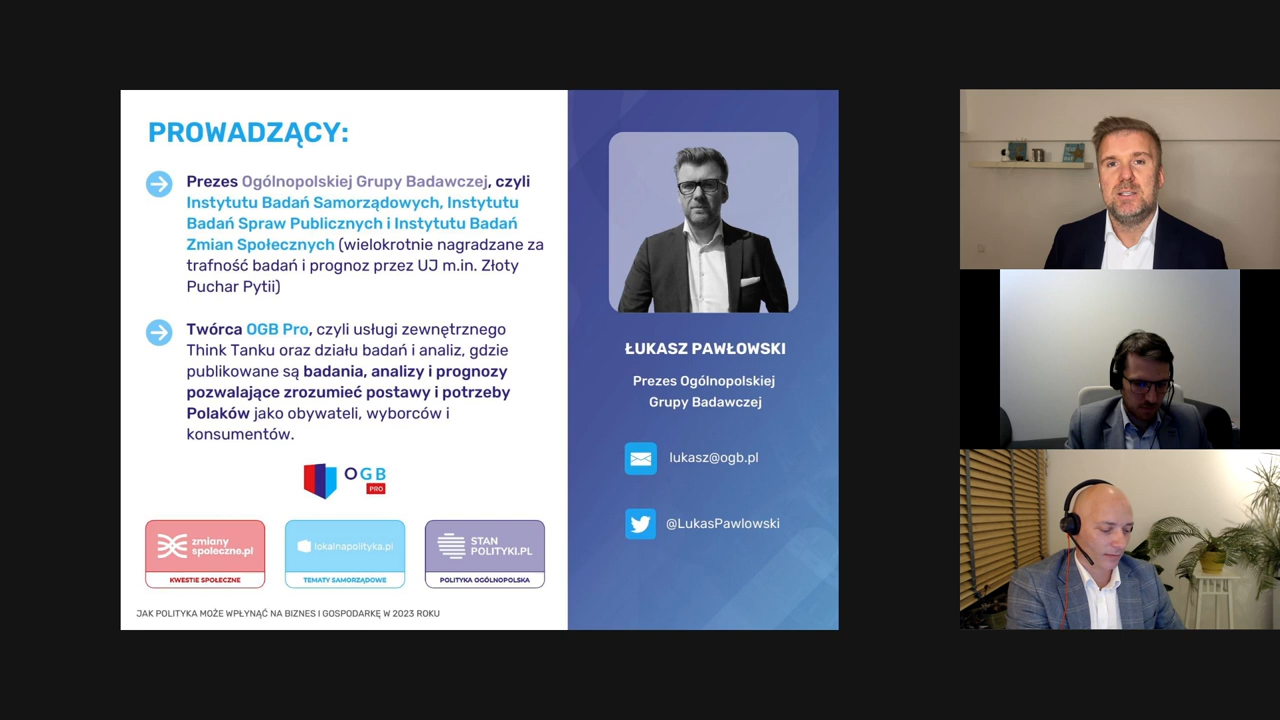 PROWADZĄCY:
Prezes Ogólnopolskiej Grupy Badawczej, czyli
Instytutu Badań Samorządowych, Instytutu
Badań Spraw Publicznych i Instytutu Badań
Zmian Społecznych (wielokrotnie nagradzane za
trafność badań i prognoz przez UJ m.in. Złoty
Puchar Pytii)
Twórca OGB Pro, czyli usługi zewnętrznego
Think Tanku oraz działu badań i analiz, gdzie
publikowane są badania, analizy i prognozy
pozwalające zrozumieć postawy i potrzeby
Polaków jako obywateli, wyborców i
konsumentów.
OGB
PRO
zmiany
społeczne.pl
KWESTIE SPOŁECZNE
lokalnapolityka.pl
TEMATY SAMORZĄDOWE
STAN
POLITYKI.PL
POLITYKA OGÓLNOPOLSKA
JAK POLITYKA MOŻE WPŁYNĄĆ NA BIZNES I GOSPODARKĘ W 2023 ROKU
ŁUKASZ PAWŁOWSKI
Prezes Ogólnopolskiej
Grupy Badawczej
lukasz@ogb.pl
@LukasPawlowski